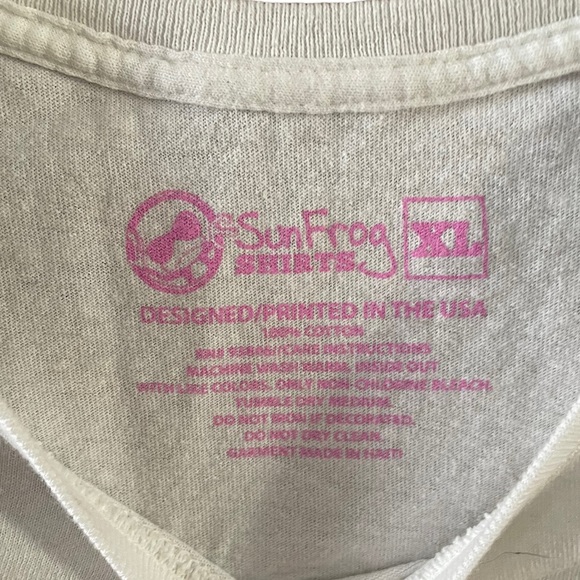 SunFrog XL
SHIRTS
DESIGNED/PRINTED IN THE USA
100% COTTON
CARE INSTRUCTIONS
MACHINE WASH WARM. INSIDE OUT
WITH LIKE COLORS. ONLY NON-CHLORINE BLEACH.
TUMBLE DRY MEDIUM.
DO NOT IRON IF DECORATED.
DO NOT DRY CLEAN.
GARMENT MADE IN HAITI